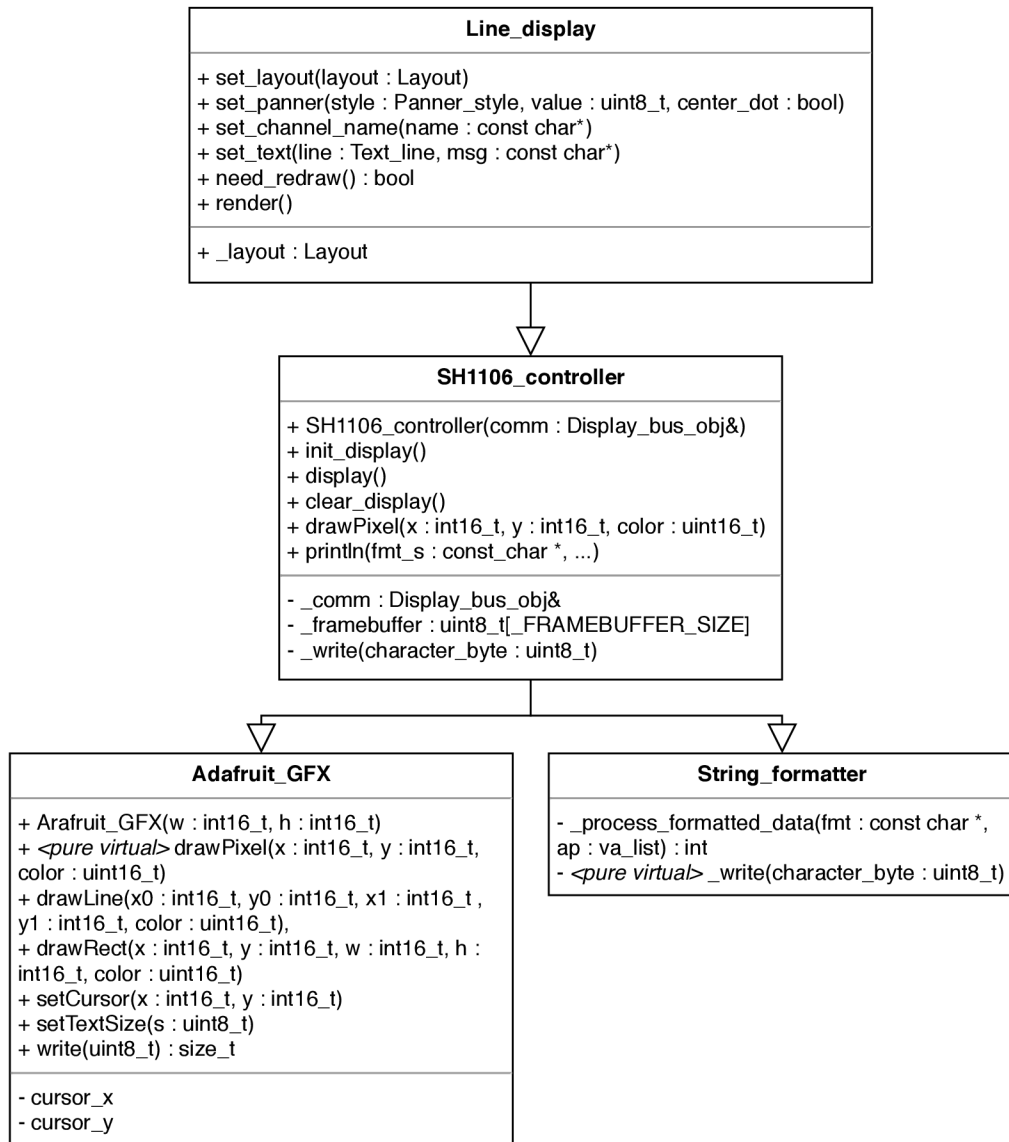 Line_display
+ set_layout(layout : Layout)
+ set_panner(style : Panner_style, value : uint8_t, center_dot : bool)
+ set_channel_name(name : const char*)
+ set_text(line : Text_line, msg : const char*)
+ need_redraw() : bool
+ render()
+ _layout : Layout
SH1106_controller
+ SH1106_controller(comm : Display_bus_obj&)
+ init_display()
+ display()
+ clear_display()
+ drawPixel(x : int16_t, y : int16_t, color : uint16_t)
+ println(fmt_s : const_char *, ...)
- _comm : Display_bus_obj&
- _framebuffer : uint8_t[_FRAMEBUFFER_SIZE]
- _write(character_byte : uint8_t)
Adafruit_GFX
+ Arafruit_GFX(w : int16_t, h : int16_t)
+ <pure virtual> drawPixel(x : int16_t, y : int16_t,
color : uint16_t)
+ drawLine(x0 : int16_t, y0 : int16_t, x1 : int16_t ,
y1 : int16_t, color : uint16_t),
+ drawRect(x : int16_t, y : int16_t, w : int16_t, h :
int16_t, color : uint16_t)
+ setCursor(x : int16_t, y : int16_t)
+ setTextSize(s : uint8_t)
+ write(uint8_t) : size_t
- cursor_x
- cursor_y
String_formatter
- _process_formatted_data(fmt : const char *,
ap : va_list) : int
- <pure virtual> _write(character_byte : uint8_t)